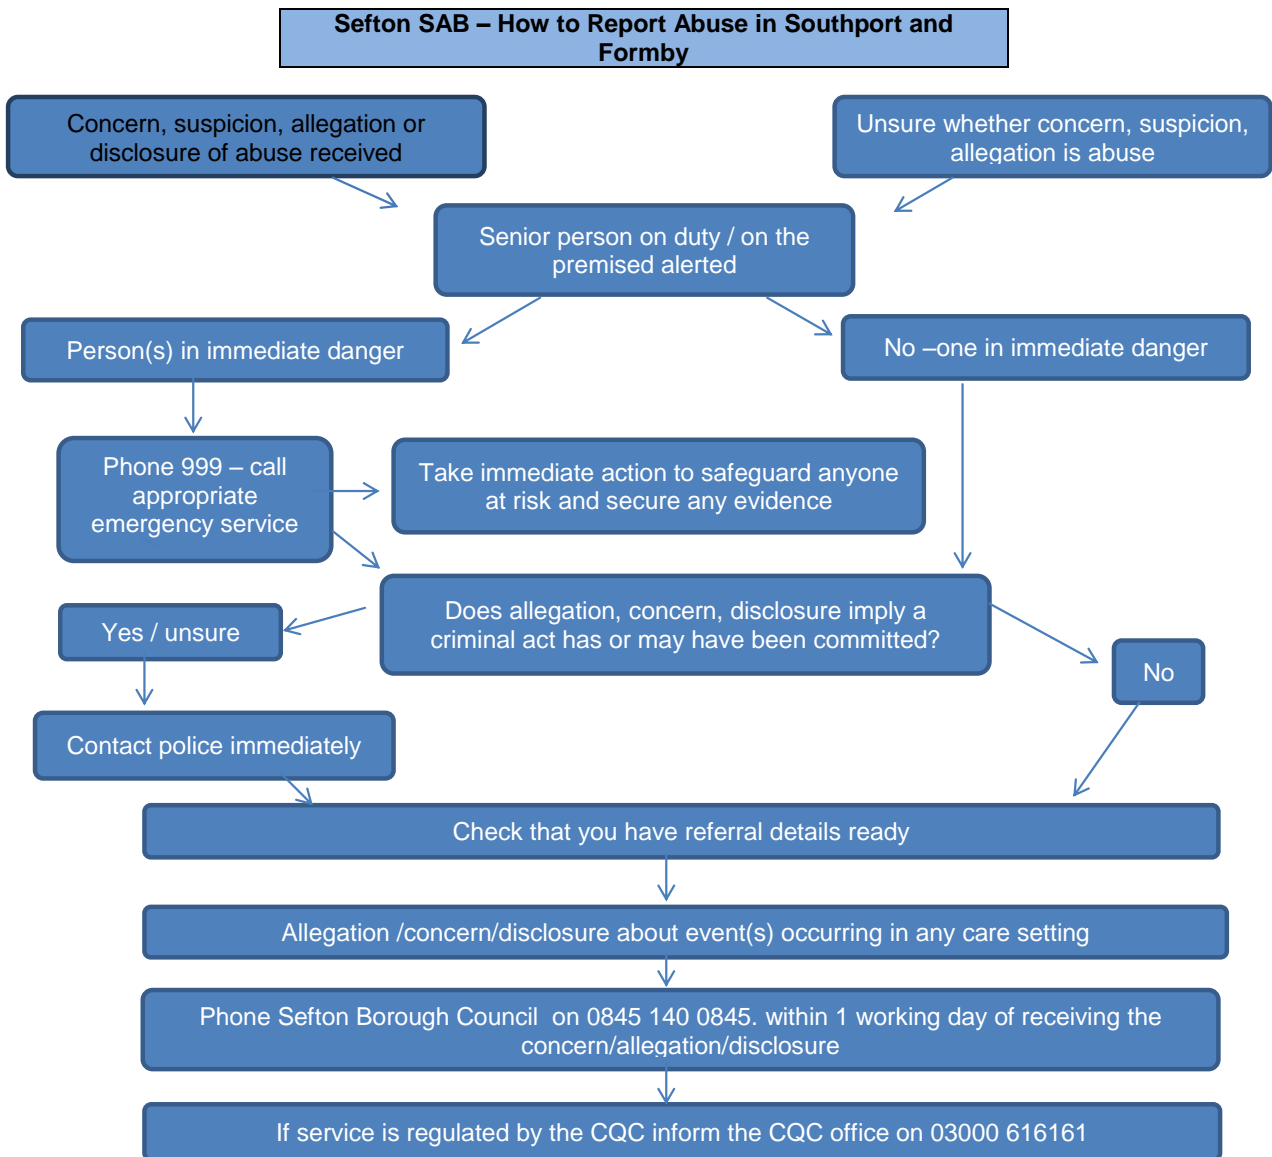 Sefton SAB – How to Report Abuse in Southport and
Formby
Concern, suspicion, allegation or
disclosure of abuse received
Unsure whether concern, suspicion,
allegation is abuse
Senior person on duty / on the
premised alerted
Person(s) in immediate danger
No –one in immediate danger
Phone 999 – call
appropriate
emergency service
Take immediate action to safeguard anyone
at risk and secure any evidence
Does allegation, concern, disclosure imply a
criminal act has or may have been committed?
Yes / unsure
No
Contact police immediately
Check that you have referral details ready
Allegation /concern/disclosure about event(s) occurring in any care setting
Phone Sefton Borough Council  on 0845 140 0845. within 1 working day of receiving the
concern/allegation/disclosure
If service is regulated by the CQC inform the CQC office on 03000 616161